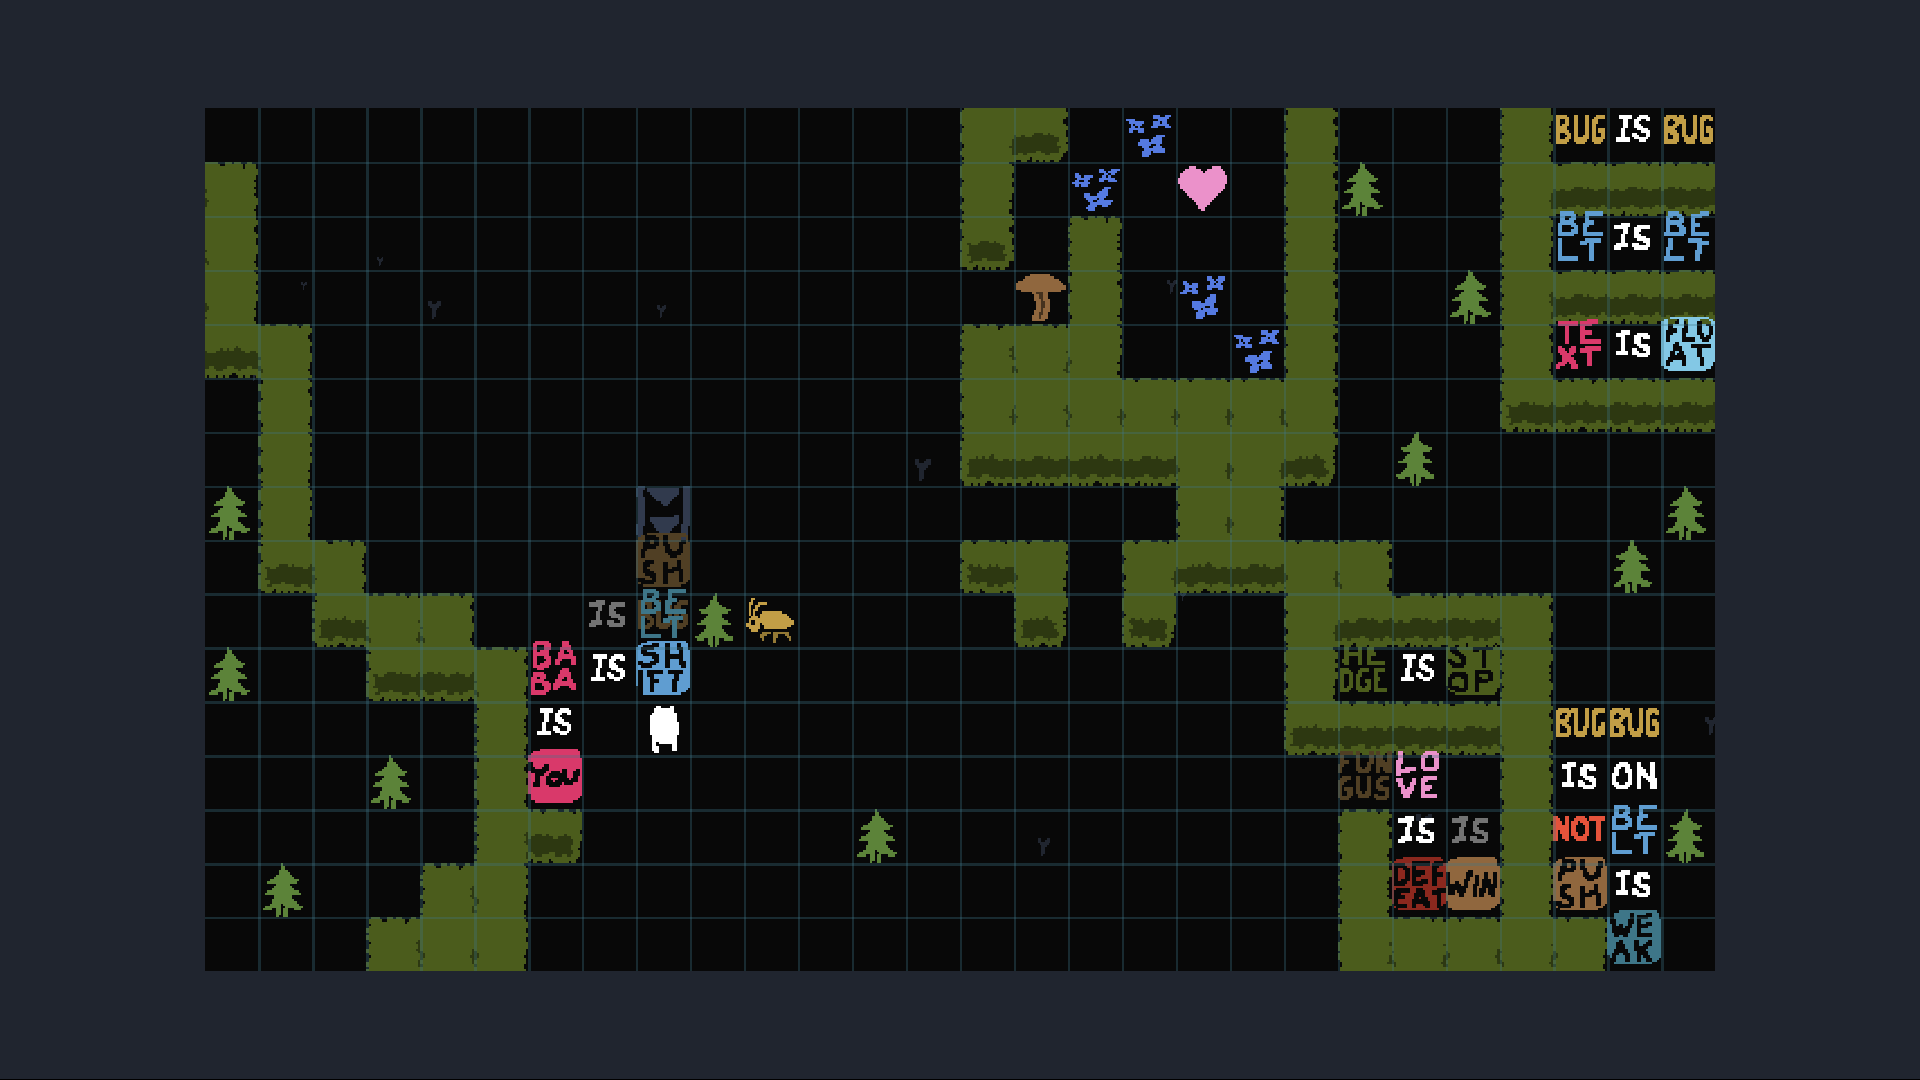 BUG IS BUG
BELT IS BELT
TEXT IS FLOAT
PUSH
IS BELT
BABA IS SHIFT
HEDGE IS STOP
IS
BUG BUG
YOU
FUNGUS LOVE
IS ON
IS IS
NOT BELT
DEFEAT WIN
PUSH IS
WEAK